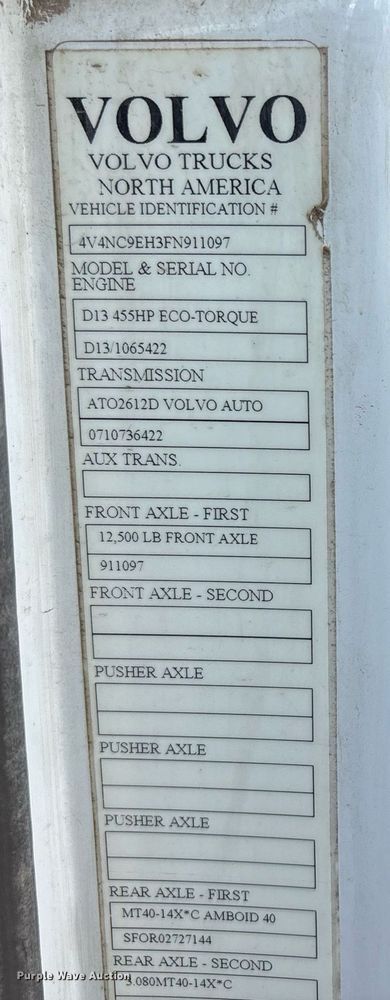 VOLVO
VOLVO TRUCKS
NORTH AMERICA
VEHICLE IDENTIFICATION #
4V4NC9EH3FN911097
MODEL & SERIAL NO.
ENGINE
D13 455HP ECO-TORQUE
D13/1065422
TRANSMISSION
ATO2612D VOLVO AUTO
0710736422
AUX TRANS.
FRONT AXLE - FIRST
12,500 LB FRONT AXLE
911097
FRONT AXLE - SECOND
PUSHER AXLE
PUSHER AXLE
PUSHER AXLE
REAR AXLE - FIRST
MT40-14X*C AMBOID 40
SFOR02727144
REAR AXLE - SECOND
3.080MT40-14X*C
Purple Wave Auction